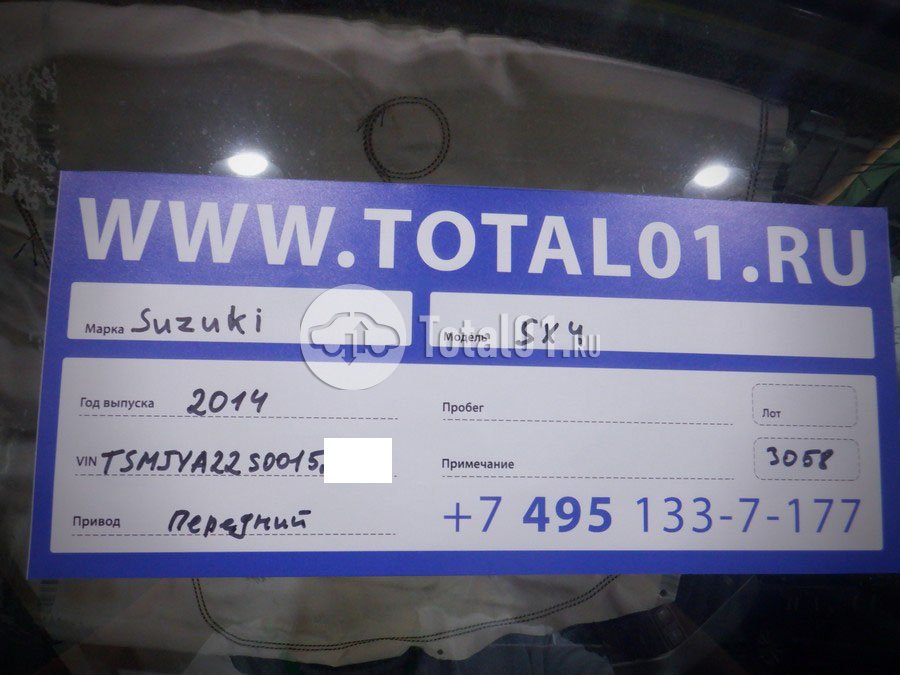 WWW.TOTAL01.RU
Марка Suzuki
Модель SX4
Total01.RU
Год выпуска 2014
Пробег
Лот
VIN TSMJYA22S0015
Примечание
3058
Привод Передний
+7 495 133-7-177